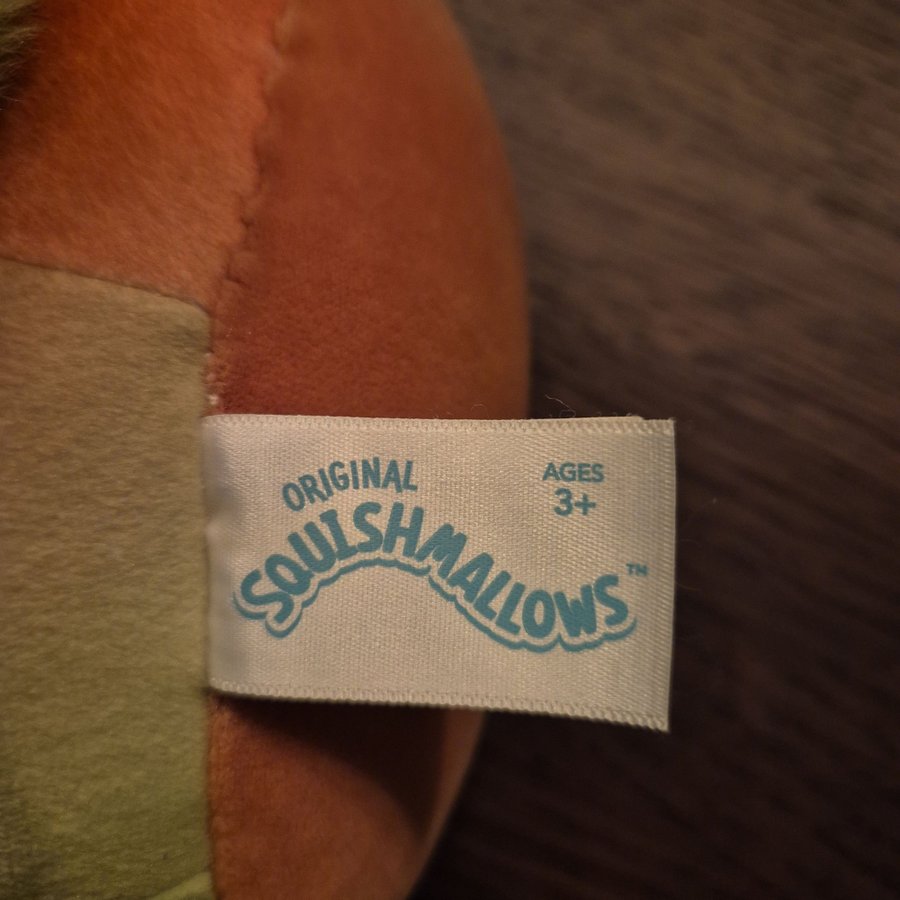 ORIGINAL
SQUISHMALLOWS™
AGES
3+